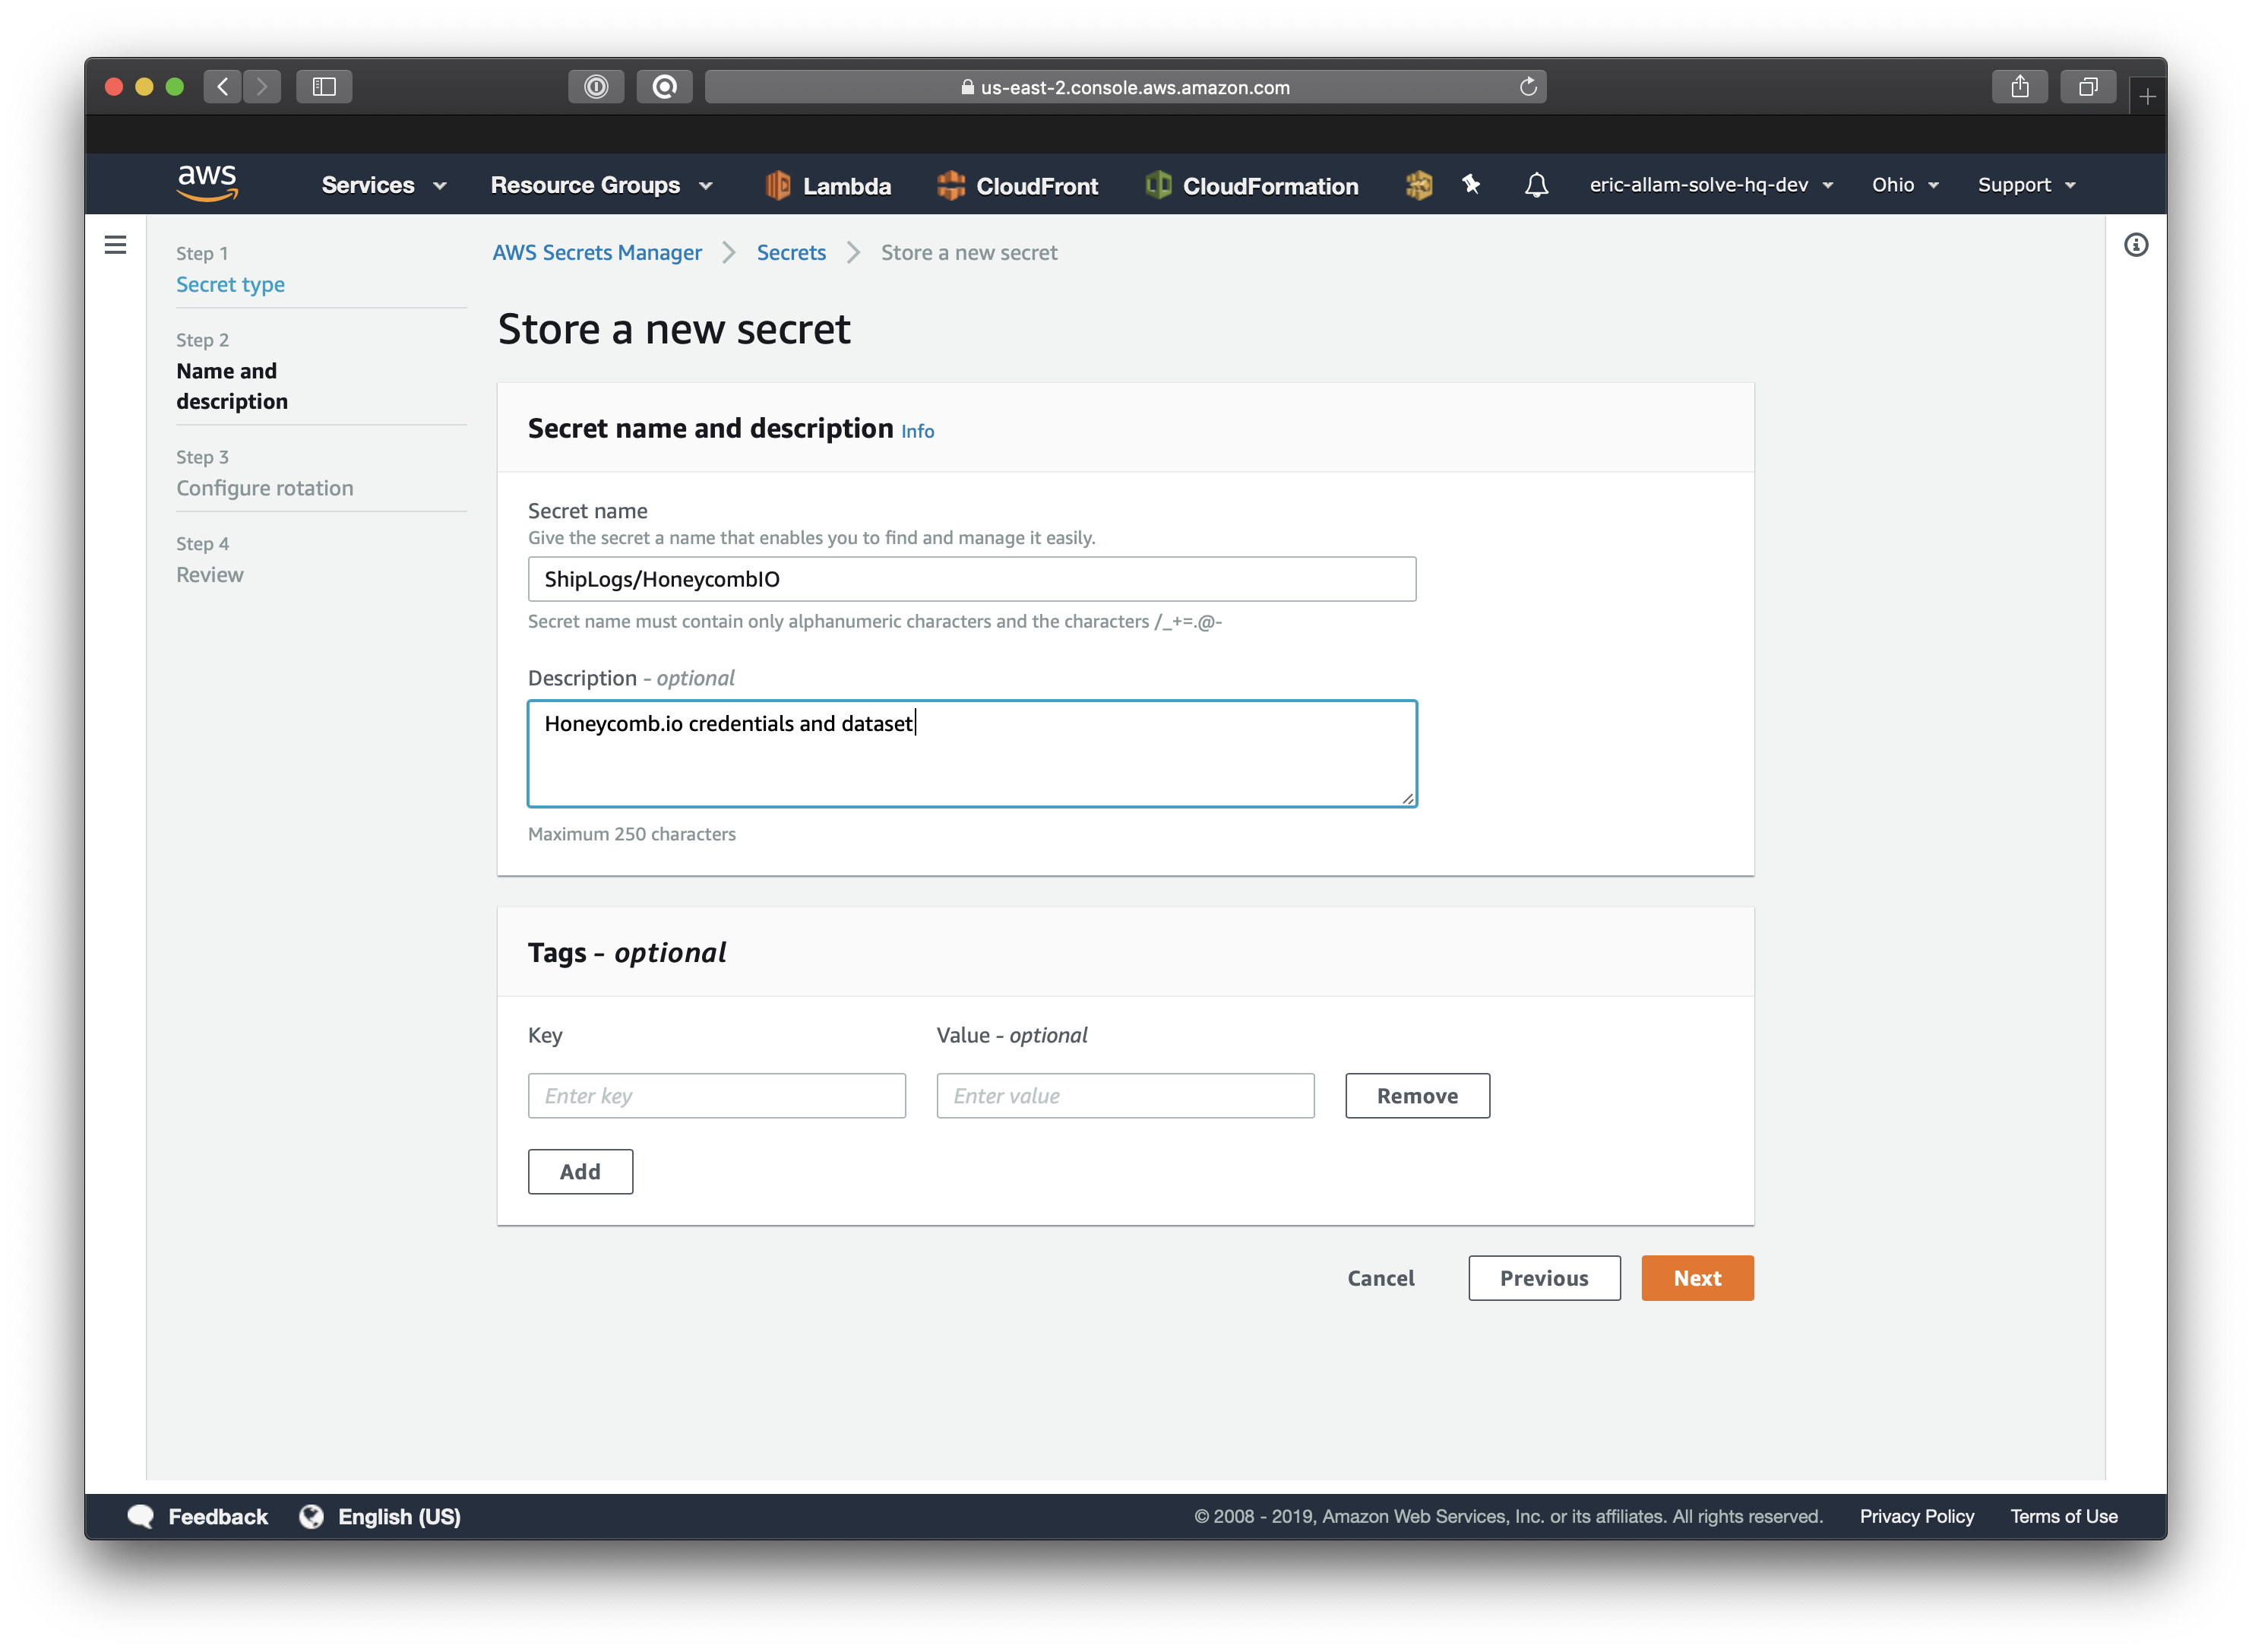 us-east-2.console.aws.amazon.com
aws Services Resource Groups Lambda CloudFront CloudFormation eric-allam-solve-hq-dev Ohio Support
Step 1
Secret type
Step 2
Name and
description
Step 3
Configure rotation
Step 4
Review
AWS Secrets Manager Secrets Store a new secret
Store a new secret
Secret name and description Info
Secret name
Give the secret a name that enables you to find and manage it easily.
ShipLogs/HoneycombIO
Secret name must contain only alphanumeric characters and the characters /_+=.@-
Description - optional
Honeycomb.io credentials and dataset
Maximum 250 characters
Tags - optional
Key Value - optional
Enter key Enter value Remove
Add
Cancel Previous Next
Feedback English (US) © 2008 - 2019, Amazon Web Services, Inc. or its affiliates. All rights reserved. Privacy Policy Terms of Use